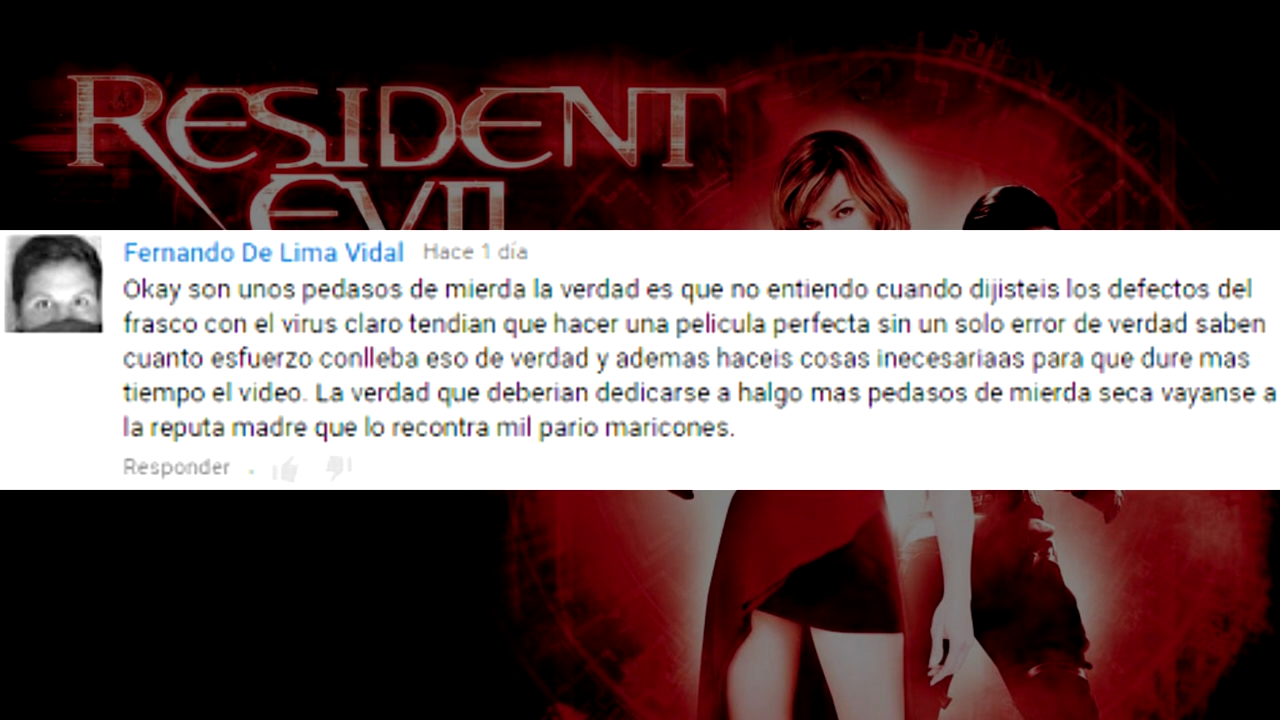 RESIDENT
EVIL
Fernando De Lima Vidal Hace 1 día
Okay son unos pedasos de mierda la verdad es que no entiendo cuando dijisteis los defectos del
frasco con el virus claro tendian que hacer una pelicula perfecta sin un solo error de verdad saben
cuanto esfuerzo conlleba eso de verdad y ademas haceis cosas inecesariaas para que dure mas
tiempo el video. La verdad que deberian dedicarse a halgo mas pedasos de mierda seca vayanse a
la reputa madre que lo recontra mil pario maricones.
Responder